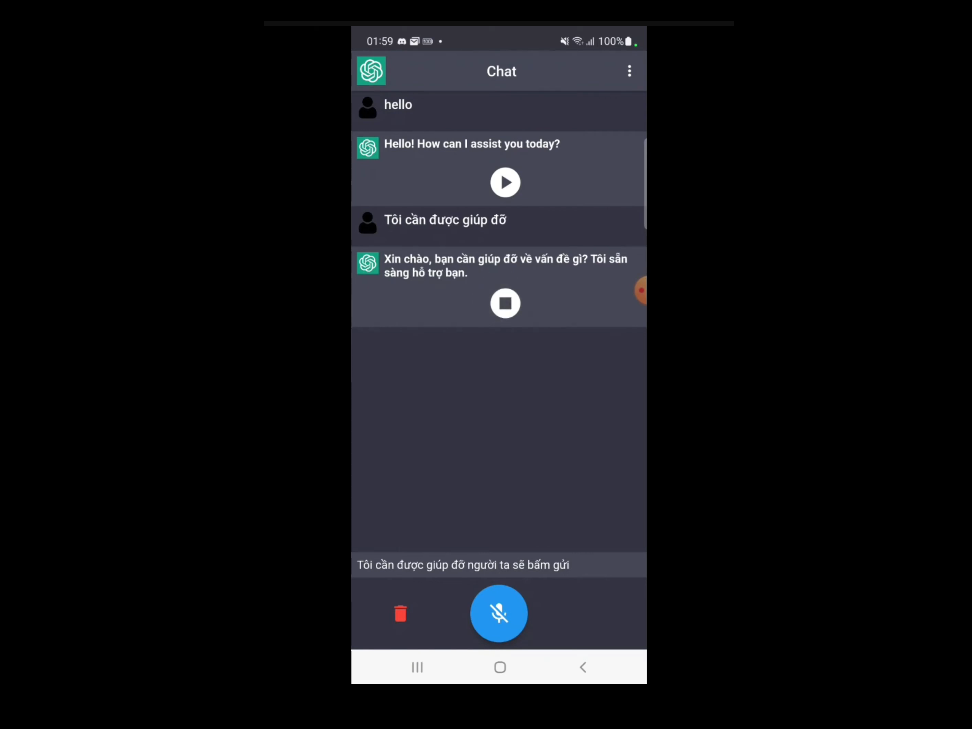 01:59
100%
Chat
hello
Hello! How can I assist you today?
Tôi cần được giúp đỡ
Xin chào, bạn cần giúp đỡ về vấn đề gì? Tôi sẵn
sàng hỗ trợ bạn.
Tôi cần được giúp đỡ người ta sẽ bấm gửi